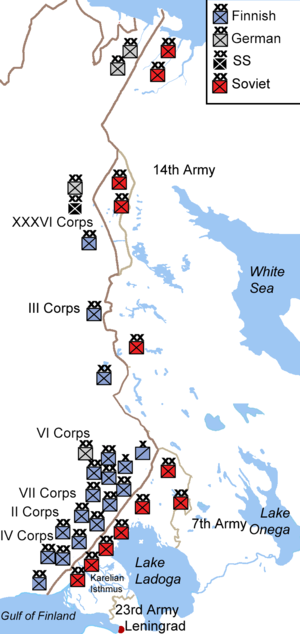 Finnish
German
SS
Soviet
14th Army
XXXVI Corps
White
Sea
III Corps
VI Corps
VII Corps
II Corps
IV Corps
7th Army
Lake
Onega
Lake
Ladoga
Karelian
Isthmus
23rd Army
Gulf of Finland
Leningrad